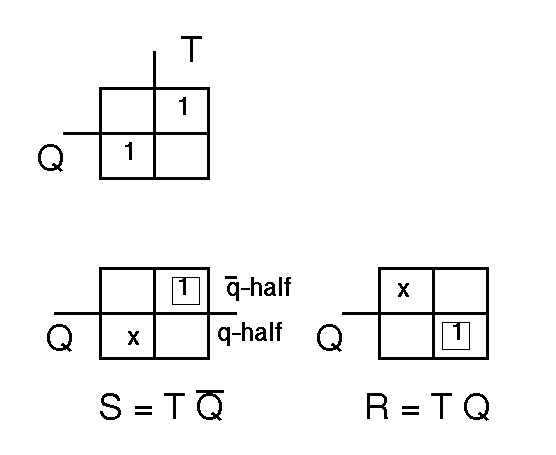 T
1
1
Q
1 q̅-half
x
Q x q-half Q 1
S = T Q̅ R = T Q